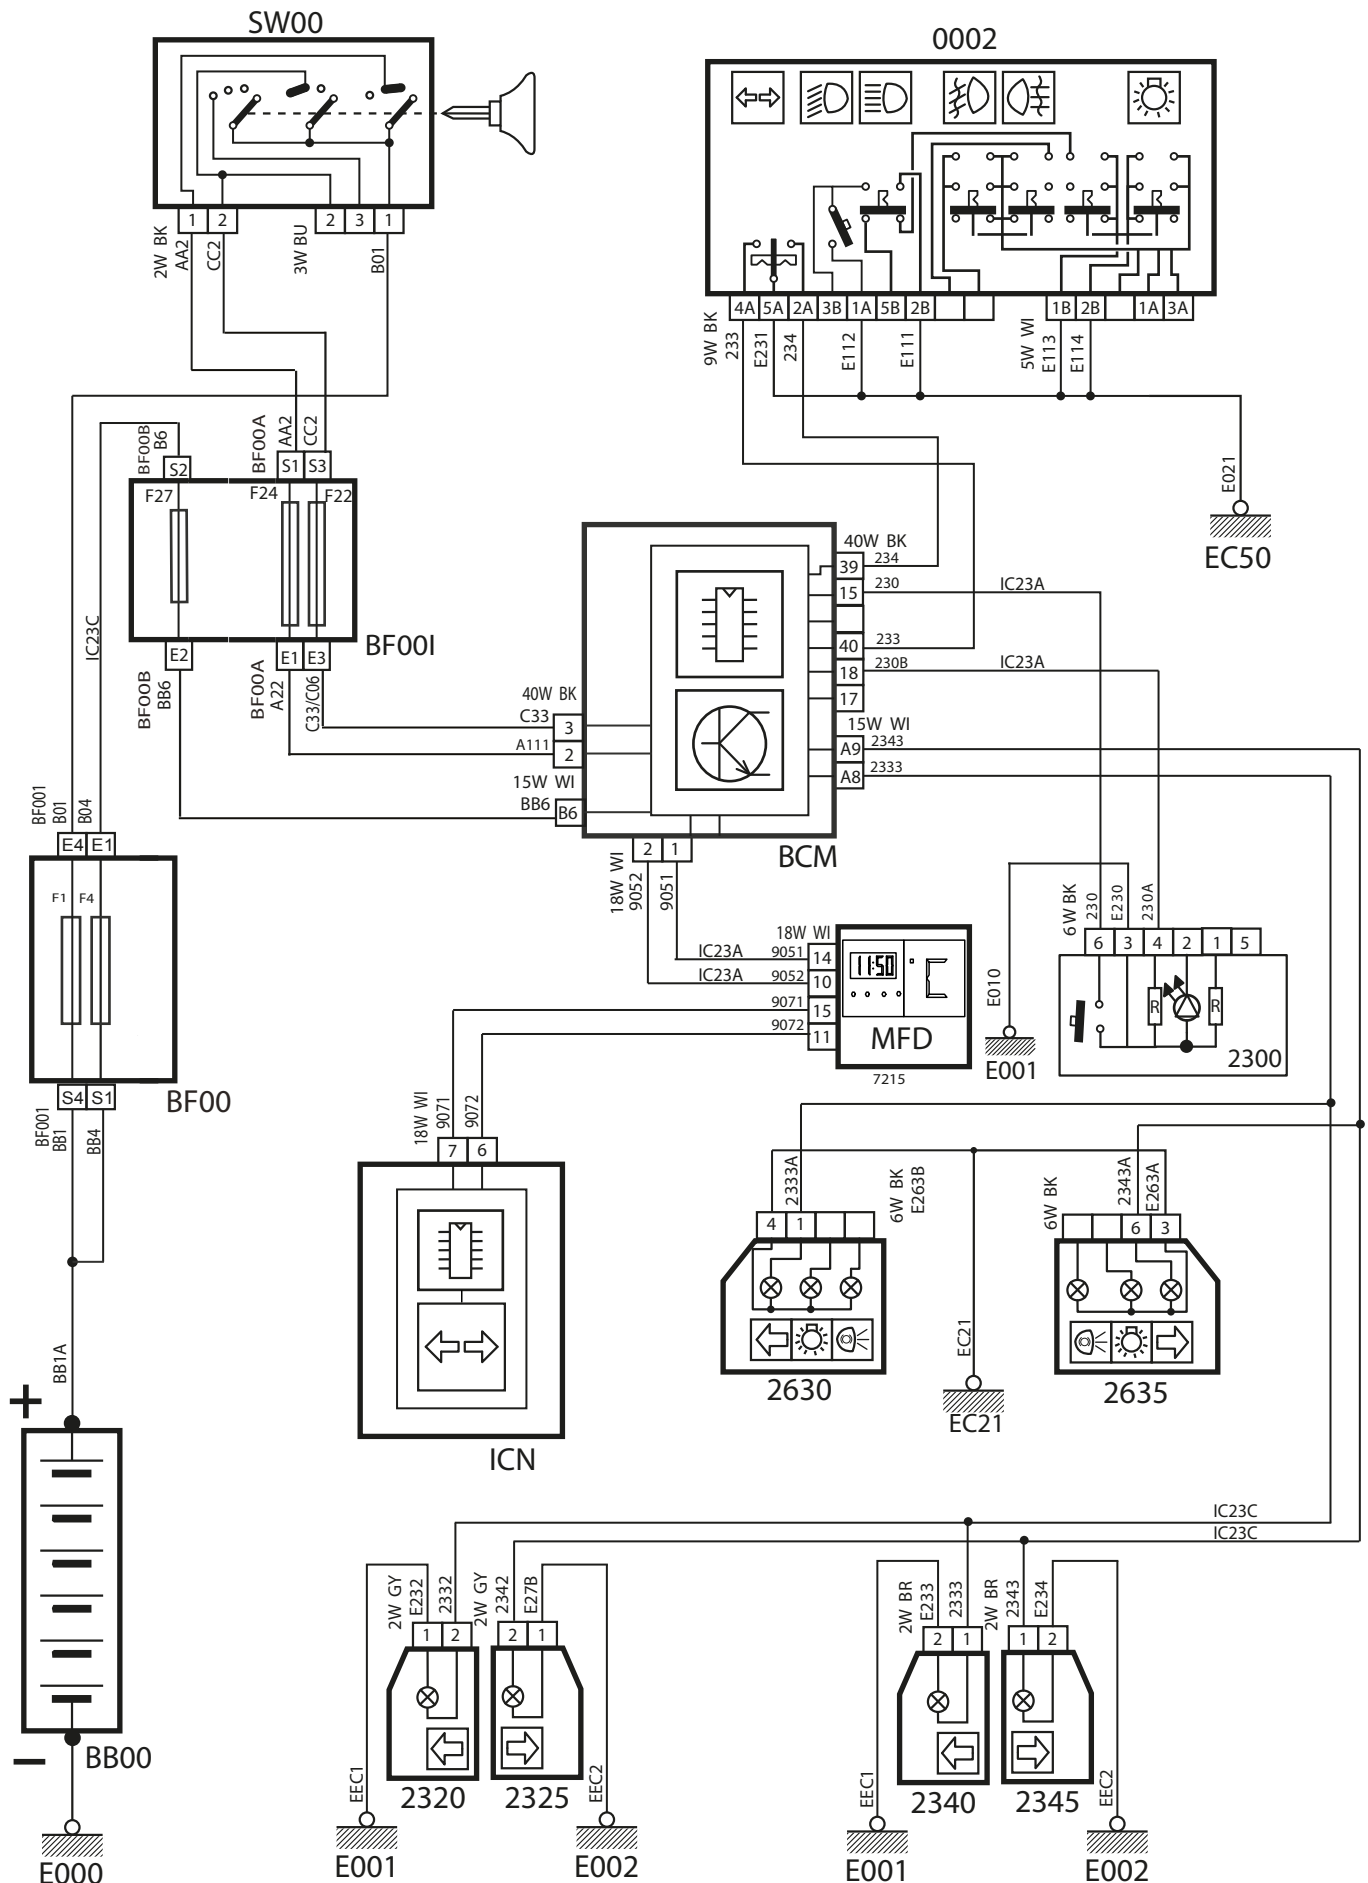 SW00
0002
1 2 2 3 1
2W BK
AA2
CC2
3W BU
B01
4A 5A 2A 3B 1A 5B 2B 1B 2B 1A 3A
9W BK
233
E231
234
E112
E111
5W WI
E113
E114
E021
EC50
BF00B
B6
BF00A
AA2
CC2
S2 S1 S3
F27 F24 F22
BF00I
E2 E1 E3
BF00B
BB6
BF00A
A22
C33/C06
IC23C
40W BK
39 234
15 230 IC23A
40 233
18 230B IC23A
17
15W WI
A9 2343
A8 2333
40W BK
C33 3
A111 2
15W WI
BB6 B6
BCM
2 1
18W WI
9052
9051
BF001
B01
B04
E4 E1
F1 F4
S4 S1
BF00
BF001
BB1
BB4
18W WI
IC23A 9051 14
IC23A 9052 10
9071 15
9072 11
11:50
MFD
7215
6W BK
230
E230
230A
6 3 4 2 1 5
R R
2300
E010
E001
18W WI
9071
9072
7 6
ICN
2333A
6W BK
E263B
4 1
2630
EC21
EC21
6W BK
2343A
E263A
6 3
2635
BB1A
+
−
BB00
E000
IC23C
IC23C
2W GY
E232
2332
1 2
2320
EEC1
E001
2W GY
2342
E27B
2 1
2325
EEC2
E002
2W BR
E233
2333
2 1
2340
EEC1
E001
2W BR
2343
E234
1 2
2345
EEC2
E002